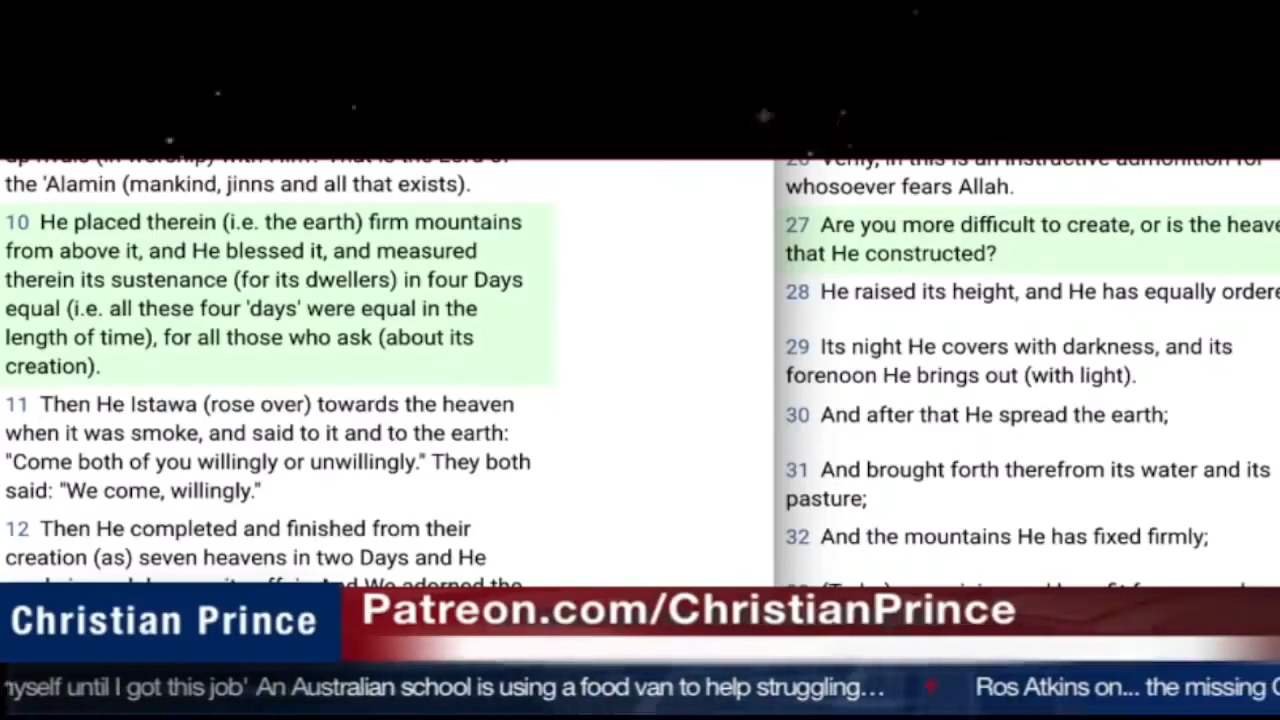 the 'Alamin (mankind, jinns and all that exists).
10 He placed therein (i.e. the earth) firm mountains
from above it, and He blessed it, and measured
therein its sustenance (for its dwellers) in four Days
equal (i.e. all these four 'days' were equal in the
length of time), for all those who ask (about its
creation).
11 Then He Istawa (rose over) towards the heaven
when it was smoke, and said to it and to the earth:
"Come both of you willingly or unwillingly." They both
said: "We come, willingly."
12 Then He completed and finished from their
creation (as) seven heavens in two Days and He
Verily, in this is an instructive admonition for
whosoever fears Allah.
27 Are you more difficult to create, or is the heave
that He constructed?
28 He raised its height, and He has equally ordere
29 Its night He covers with darkness, and its
forenoon He brings out (with light).
30 And after that He spread the earth;
31 And brought forth therefrom its water and its
pasture;
32 And the mountains He has fixed firmly;
Christian Prince
Patreon.com/ChristianPrince
yself until I got this job' An Australian school is using a food van to help struggling...
Ros Atkins on... the missing